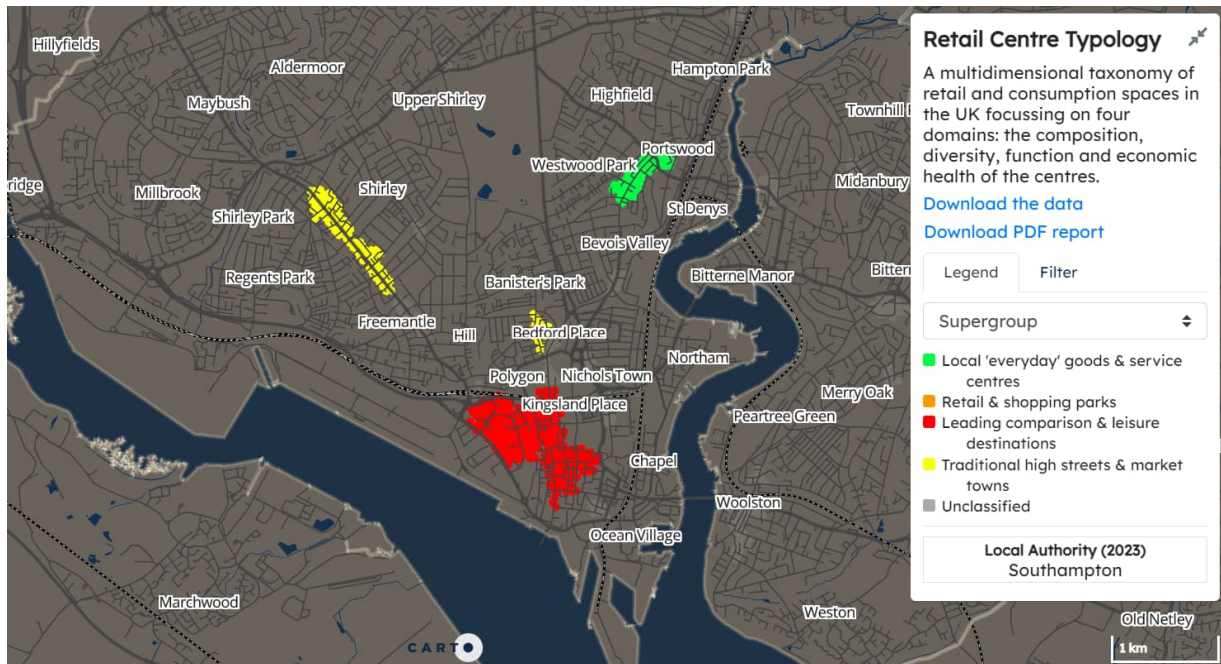 Hillyfields
Aldermoor
Hampton Park
Maybush
Upper Shirley
Highfield
Westwood Park
Portswood
ridge
Millbrook
Shirley
Midanbury
Shirley Park
St Denys
Bevois Valley
Regents Park
Banister's Park
Bitterne Manor
Bittern
Freemantle
Hill
Bedford Place
Northam
Polygon
Nichols Town
Merry Oak
Kingsland Place
Peartree Green
Chapel
Woolston
Ocean Village
Marchwood
Weston
Old Netley
CARTO
1 km
Retail Centre Typology
A multidimensional taxonomy of
retail and consumption spaces in
the UK focussing on four
domains: the composition,
diversity, function and economic
health of the centres.
Download the data
Download PDF report
Legend
Filter
Supergroup
Local 'everyday' goods & service
centres
Retail & shopping parks
Leading comparison & leisure
destinations
Traditional high streets & market
towns
Unclassified
Local Authority (2023)
Southampton